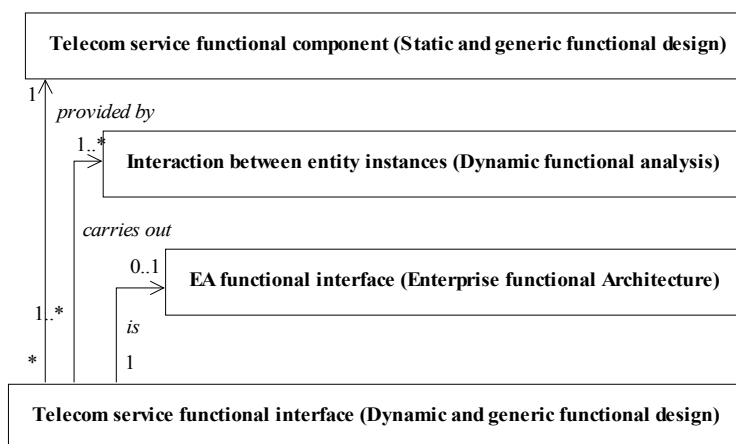 Telecom service functional component (Static and generic functional design)
1
provided by
1..*
Interaction between entity instances (Dynamic functional analysis)
carries out
0..1
EA functional interface (Enterprise functional Architecture)
1..*
is
*
1
Telecom service functional interface (Dynamic and generic functional design)